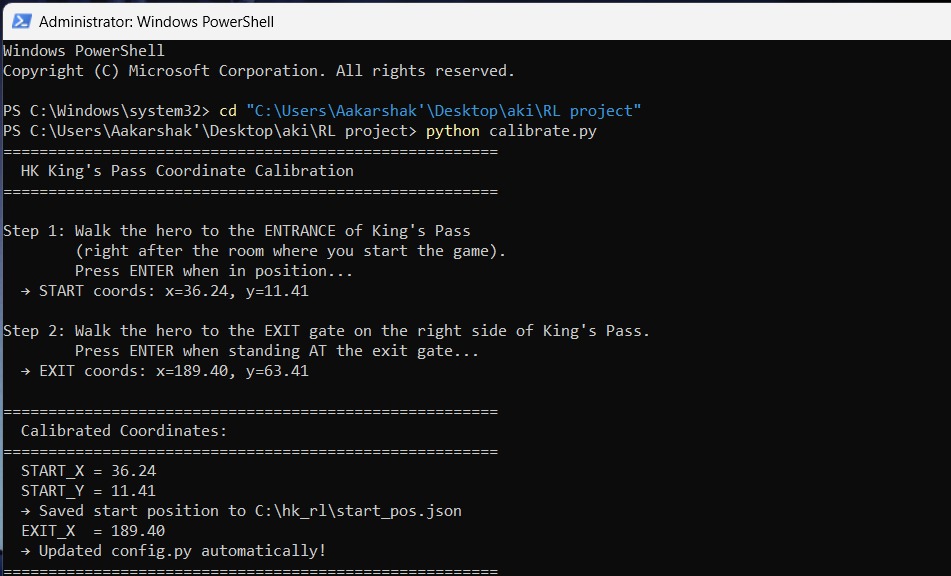 Administrator: Windows PowerShell
Windows PowerShell
Copyright (C) Microsoft Corporation. All rights reserved.
PS C:\Windows\system32> cd "C:\Users\Aakarshak'\Desktop\aki\RL project"
PS C:\Users\Aakarshak'\Desktop\aki\RL project> python calibrate.py
=======================================================
HK King's Pass Coordinate Calibration
=======================================================
Step 1: Walk the hero to the ENTRANCE of King's Pass
(right after the room where you start the game).
Press ENTER when in position...
→ START coords: x=36.24, y=11.41
Step 2: Walk the hero to the EXIT gate on the right side of King's Pass.
Press ENTER when standing AT the exit gate...
→ EXIT coords: x=189.40, y=63.41
=======================================================
Calibrated Coordinates:
=======================================================
START_X = 36.24
START_Y = 11.41
→ Saved start position to C:\hk_rl\start_pos.json
EXIT_X  = 189.40
→ Updated config.py automatically!
=======================================================